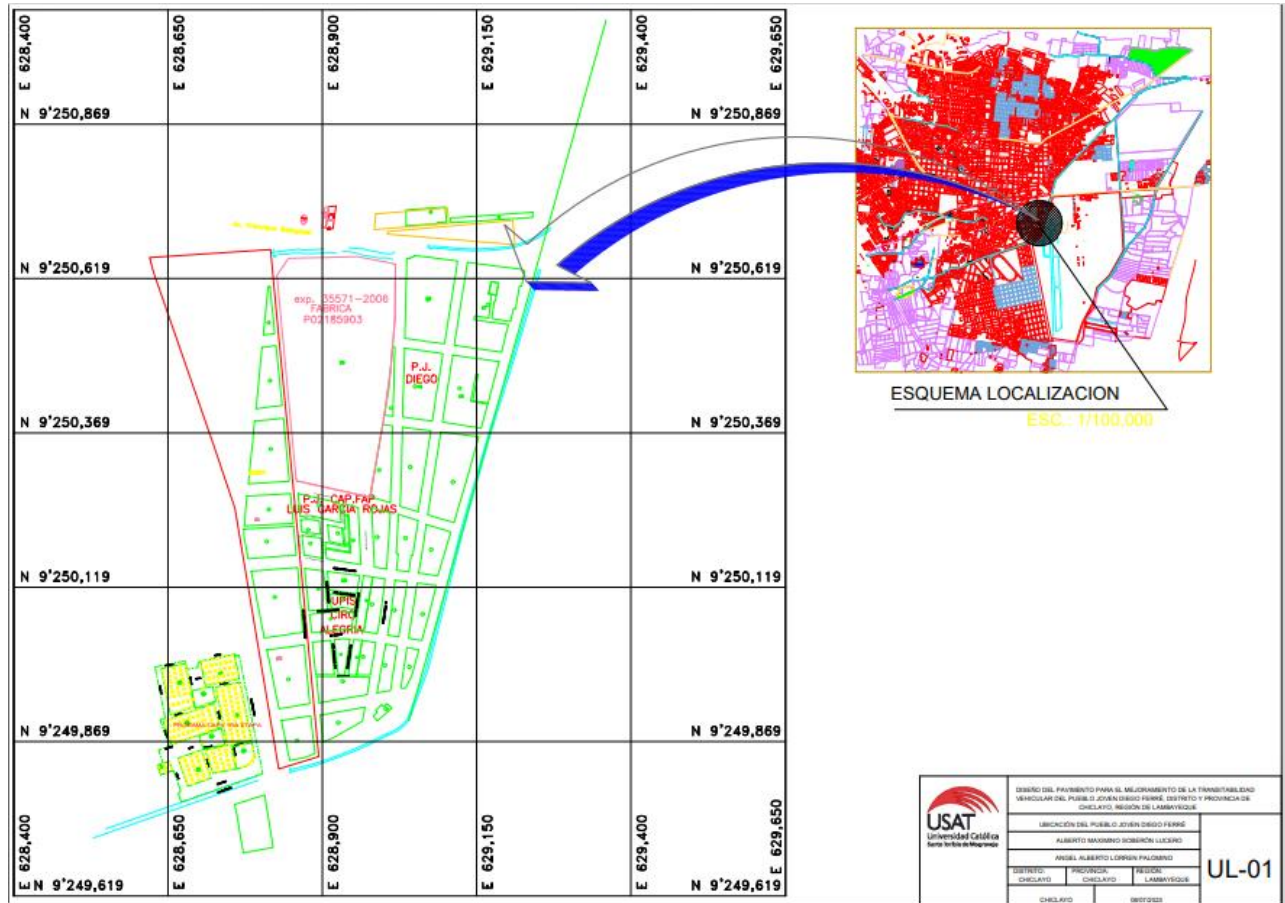 E 628,400
E 628,650
E 628,900
E 629,150
E 629,400
E 629,650
N 9°250,869
N 9°250,869
N 9°250,619
N 9°250,619
exp. 35571-2006
FABRICA
P02185903
P.J.
DIEGO
N 9°250,369
N 9°250,369
P.J. CAP.FAP
LUIS GARCIA ROJAS
N 9°250,119
N 9°250,119
UPIS
CIRO
ALEGRIA
N 9°249,869
N 9°249,869
E 628,400
E 628,650
E 628,900
E 629,150
E 629,400
E 629,650
N 9°249,619
N 9°249,619
ESQUEMA LOCALIZACION
ESC.: 1/100,000
USAT
Universidad Católica
Santo Toribio de Mogrovejo
DISEÑO DEL PAVIMENTO PARA EL MEJORAMIENTO DE LA TRANSITABILIDAD
VEHICULAR DEL PUEBLO JOVEN DIEGO FERRÉ, DISTRITO Y PROVINCIA DE
CHICLAYO, REGIÓN DE LAMBAYEQUE
UBICACIÓN DEL PUEBLO JOVEN DIEGO FERRÉ
ALBERTO MAXIMINO SOBERÓN LUCERO
ANGEL ALBERTO LORREN PALOMINO
DISTRITO: CHICLAYO
PROVINCIA: CHICLAYO
REGIÓN: LAMBAYEQUE
UL-01
CHICLAYO